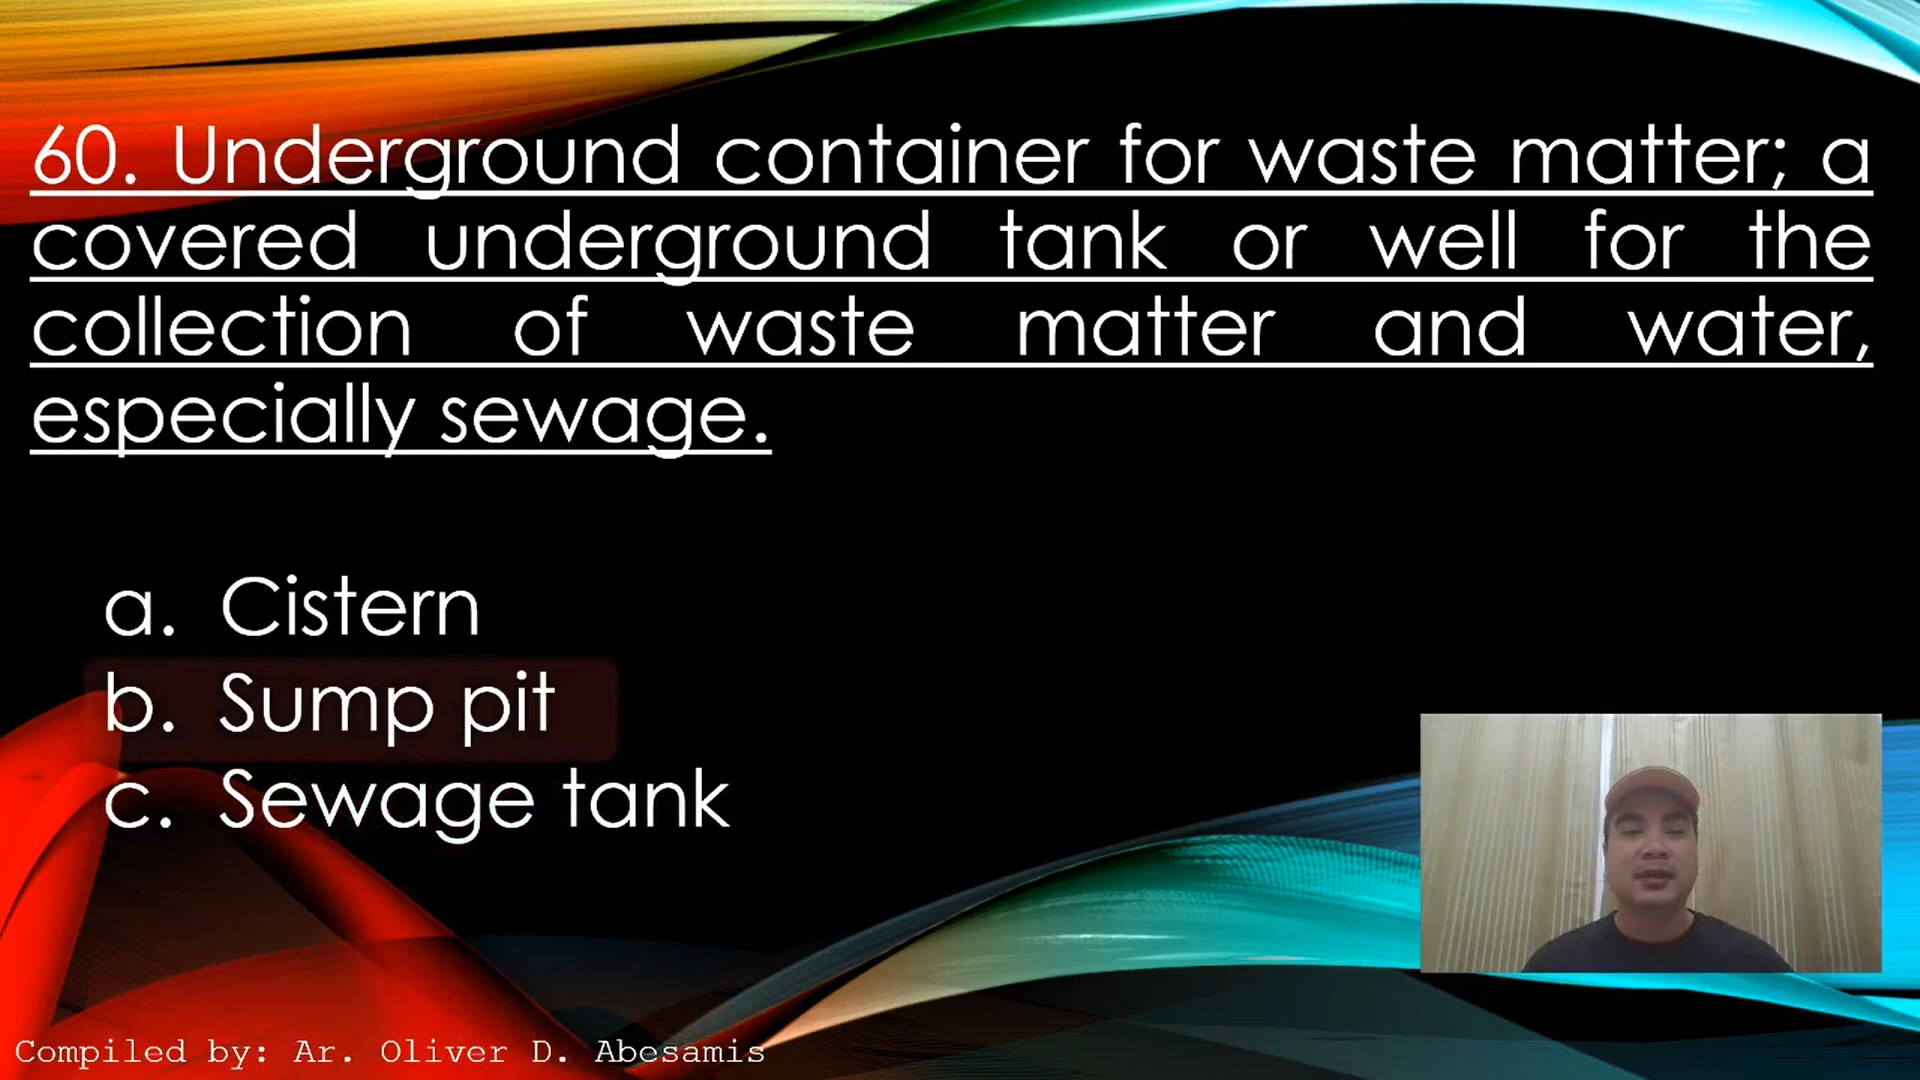 60. Underground container for waste matter; a
covered underground tank or well for the
collection of waste matter and water,
especially sewage.
a. Cistern
b. Sump pit
c. Sewage tank
Compiled by: Ar. Oliver D. Abesamis